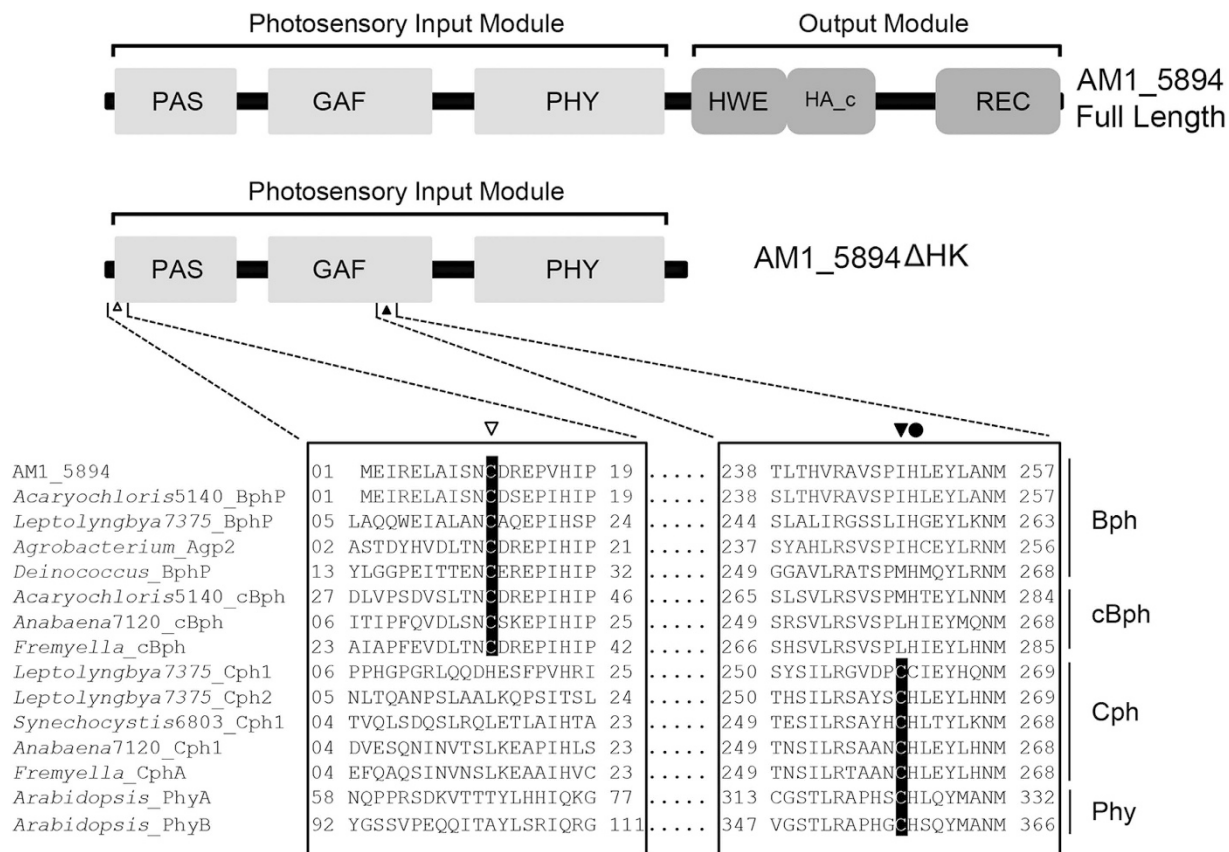 Photosensory Input Module Output Module
PAS GAF PHY HWE HA_c REC AM1_5894
Full Length
Photosensory Input Module
PAS GAF PHY AM1_5894ΔHK
AM1_5894 01 MEIRELAISNCDREPVHIP 19 ..... 238 TLTHVRAVSPIHLEYLANM 257
Acaryochloris5140_BphP 01 MEIRELAISNCDSEPVHIP 19 ..... 238 SLTHVRAVSPIHLEYLANM 257
Leptolyngbya7375_BphP 05 LAQQWEIALANCAQEPIHSP 24 ..... 244 SLALIRGSSLIHGEYLKNM 263
Agrobacterium_Agp2 02 ASTDYHVDLTNCDREPIHIP 21 ..... 237 SYAHLRSVSPIHCEYLRNM 256
Deinococcus_BphP 13 YLGGPEITTENCEREPIHIP 32 ..... 249 GGAVLRATSPMHMQYLRNM 268
Bph
Acaryochloris5140_cBph 27 DLVPSDVSLTNCDREPIHIP 46 ..... 265 LSLSVLRSVSPMHTEYLNNM 284
Anabaena7120_cBph 06 ITIPFQVDLSNCSKEPIHIP 25 ..... 249 SRSVLRSVSPLHIEYMQNM 268
Fremyella_cBph 23 AIAPFEVDLTNCDREPIHIP 42 ..... 266 SHSVLRSVSPLHIEYLHNM 285
cBph
Leptolyngbya7375_Cph1 06 PPHGPGRLQQDHESFPVHRI 25 ..... 250 SYSILRGVDPCCIEYHQNM 269
Leptolyngbya7375_Cph2 05 NLTQANPSLAALKQPSITSL 24 ..... 250 THSILRSAYSCHLEYLHNM 269
Synechocystis6803_Cph1 04 TVQLSDQSLRQLETLAIHTA 23 ..... 249 TESILRSAYHCHLTYLKNM 268
Anabaena7120_Cph1 04 DVESQNINVTSLKEAPIHLS 23 ..... 249 TNSILRSAANCHLEYLHNM 268
Fremyella_CphA 04 EFQAQSINVNSLKEAAIHVC 23 ..... 249 TNSILRTAANCHLEYLHNM 268
Cph
Arabidopsis_PhyA 58 NQPPRSDKVTTTYLHHIQKG 77 ..... 313 CGSTLRAPHSCHLQYMANM 332
Arabidopsis_PhyB 92 YGSSVPEQQITAYLSRIQRG 111 ..... 347 VGSTLRAPHGCHSQYMANM 366
Phy